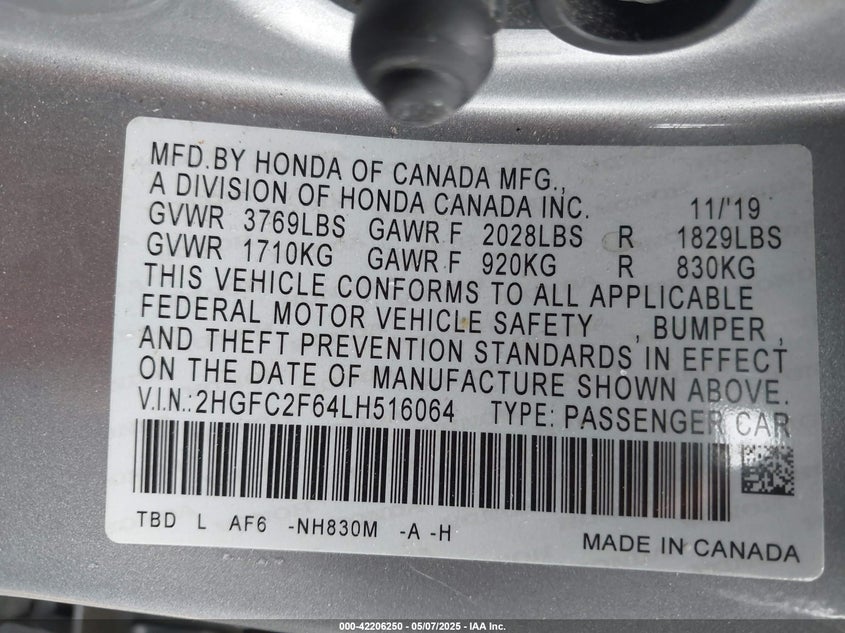 MFD.BY HONDA OF CANADA MFG.,
A DIVISION OF HONDA CANADA INC. 11/'19
GVWR 3769LBS GAWR F 2028LBS R 1829LBS
GVWR 1710KG GAWR F 920KG R 830KG
THIS VEHICLE CONFORMS TO ALL APPLICABLE
FEDERAL MOTOR VEHICLE SAFETY , BUMPER ,
AND THEFT PREVENTION STANDARDS IN EFFECT
ON THE DATE OF MANUFACTURE SHOWN ABOVE.
V.I.N.:2HGFC2F64LH516064 TYPE: PASSENGER CAR
TBD L AF6 -NH830M -A -H
MADE IN CANADA
000-42206250 - 05/07/2025 - IAA Inc.